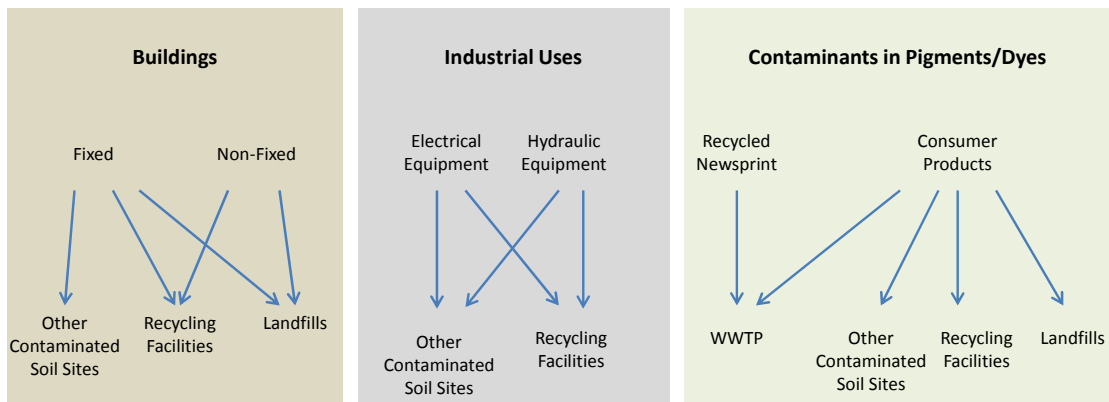 Buildings
Fixed
Non-Fixed
Other
Contaminated
Soil Sites
Recycling
Facilities
Landfills
Industrial Uses
Electrical
Equipment
Hydraulic
Equipment
Other
Contaminated
Soil Sites
Recycling
Facilities
Contaminants in Pigments/Dyes
Recycled
Newsprint
Consumer
Products
WWTP
Other
Contaminated
Soil Sites
Recycling
Facilities
Landfills